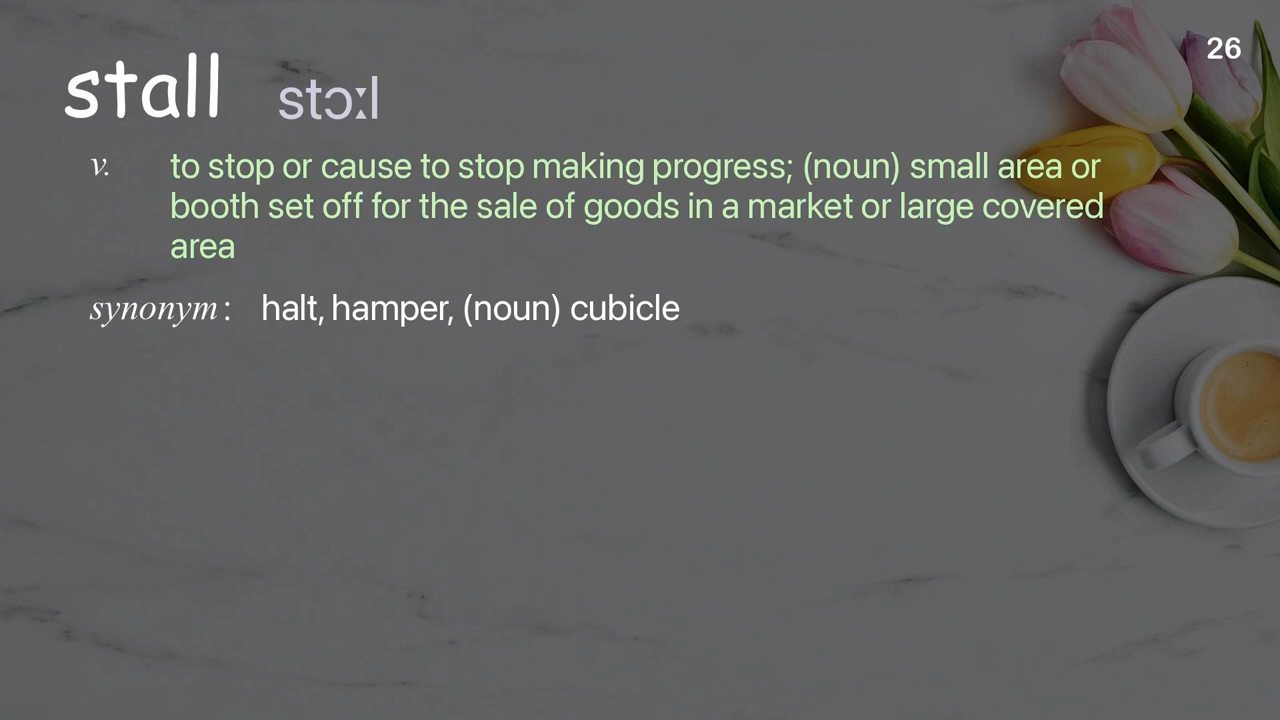 26
stall stɔːl
v. to stop or cause to stop making progress; (noun) small area or
booth set off for the sale of goods in a market or large covered
area
synonym: halt, hamper, (noun) cubicle